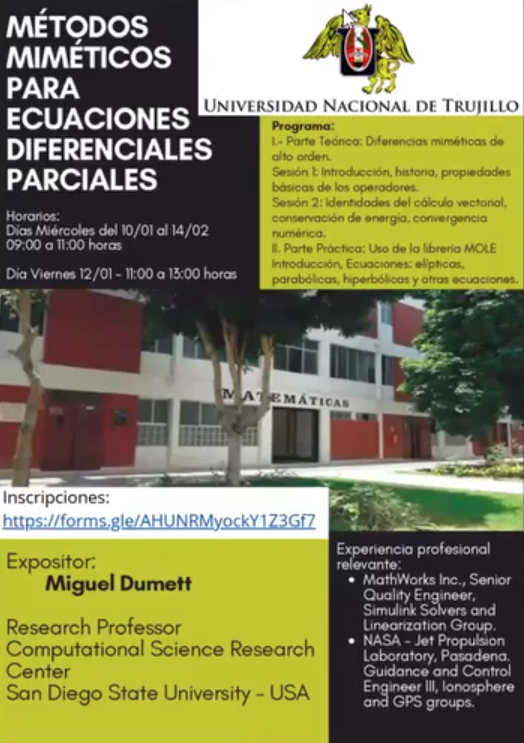 MÉTODOS
MIMÉTICOS
PARA
ECUACIONES
DIFERENCIALES
PARCIALES
Horarios:
Días Miércoles del 10/01 al 14/02
09:00 a 11:00 horas
Día Viernes 12/01 - 11:00 a 13:00 horas
UNIVERSIDAD NACIONAL DE TRUJILLO
Programa:
I.- Parte Teórica: Diferencias miméticas de
alto orden.
Sesión 1: Introducción, historia, propiedades
básicas de los operadores.
Sesión 2: Identidades del cálculo vectorial,
conservación de energía, convergencia
numérica.
II. Parte Práctica: Uso de la librería MOLE
Introducción, Ecuaciones: elípticas,
parabólicas, hiperbólicas y otras ecuaciones.
MATEMÁTICAS
Inscripciones:
https://forms.gle/AHUNRMyockY1Z3Gf7
Expositor:
Miguel Dumett
Research Professor
Computational Science Research
Center
San Diego State University - USA
Experiencia profesional
relevante:
• MathWorks Inc., Senior
Quality Engineer,
Simulink Solvers and
Linearization Group.
• NASA - Jet Propulsion
Laboratory, Pasadena.
Guidance and Control
Engineer III, Ionosphere
and GPS groups.